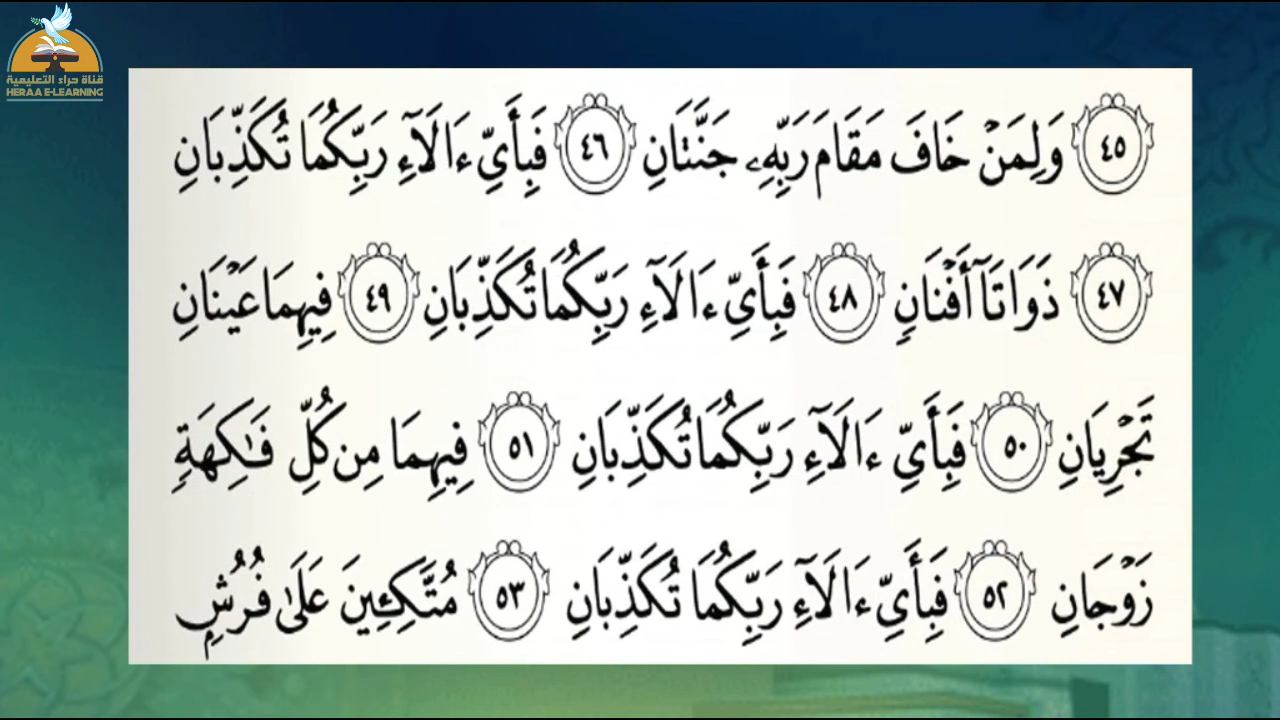 قناة حراء التعليمية
HERAA E-LEARNING
٤٥ وَلِمَنْ خَافَ مَقَامَ رَبِّهِۦ جَنَّتَانِ ٤٦ فَبِأَيِّ ءَالَآءِ رَبِّكُمَا تُكَذِّبَانِ
٤٧ ذَوَاتَآ أَفْنَانٍ ٤٨ فَبِأَيِّ ءَالَآءِ رَبِّكُمَا تُكَذِّبَانِ ٤٩ فِيهِمَا عَيْنَانِ
تَجْرِيَانِ ٥٠ فَبِأَيِّ ءَالَآءِ رَبِّكُمَا تُكَذِّبَانِ ٥١ فِيهِمَا مِن كُلِّ فَـٰكِهَةٍ
زَوْجَانِ ٥٢ فَبِأَيِّ ءَالَآءِ رَبِّكُمَا تُكَذِّبَانِ ٥٣ مُتَّكِـِٔينَ عَلَىٰ فُرُشٍ